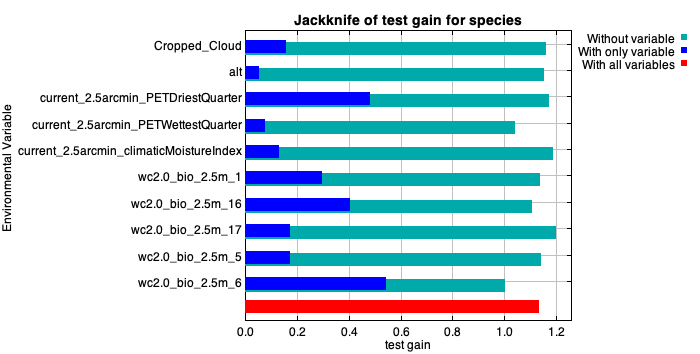 Jackknife of test gain for species
Without variable
With only variable
With all variables
Environmental Variable
Cropped_Cloud
alt
current_2.5arcmin_PETDriestQuarter
current_2.5arcmin_PETWettestQuarter
current_2.5arcmin_climaticMoistureIndex
wc2.0_bio_2.5m_1
wc2.0_bio_2.5m_16
wc2.0_bio_2.5m_17
wc2.0_bio_2.5m_5
wc2.0_bio_2.5m_6
0.0 0.2 0.4 0.6 0.8 1.0 1.2
test gain